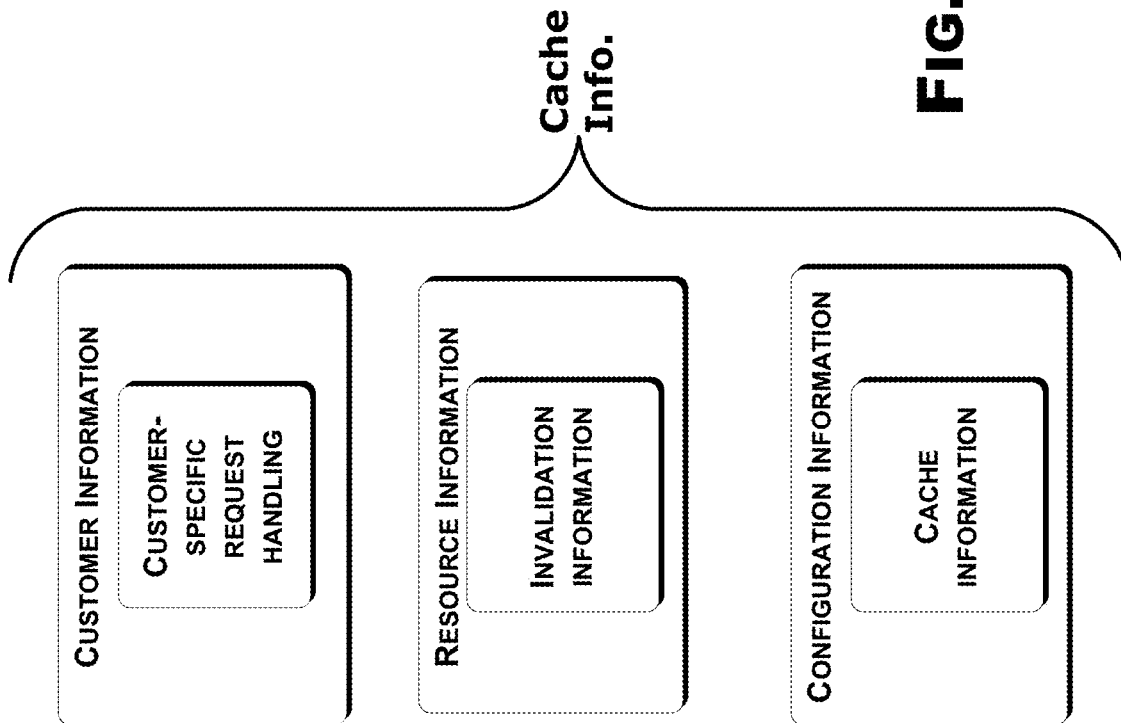 CUSTOMER INFORMATION
CUSTOMER-
SPECIFIC
REQUEST
HANDLING
RESOURCE INFORMATION
INVALIDATION
INFORMATION
CONFIGURATION INFORMATION
CACHE
INFORMATION
Cache
Info.
FIG.